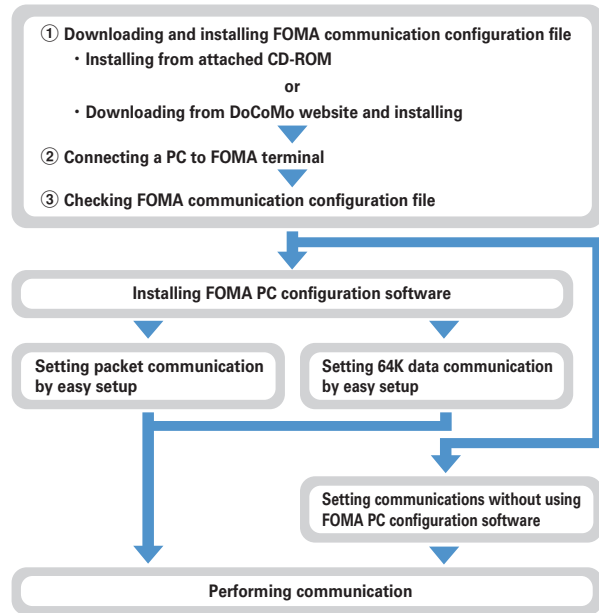 ① Downloading and installing FOMA communication configuration file
・Installing from attached CD-ROM
or
・Downloading from DoCoMo website and installing
② Connecting a PC to FOMA terminal
③ Checking FOMA communication configuration file
Installing FOMA PC configuration software
Setting packet communication
by easy setup
Setting 64K data communication
by easy setup
Setting communications without using
FOMA PC configuration software
Performing communication